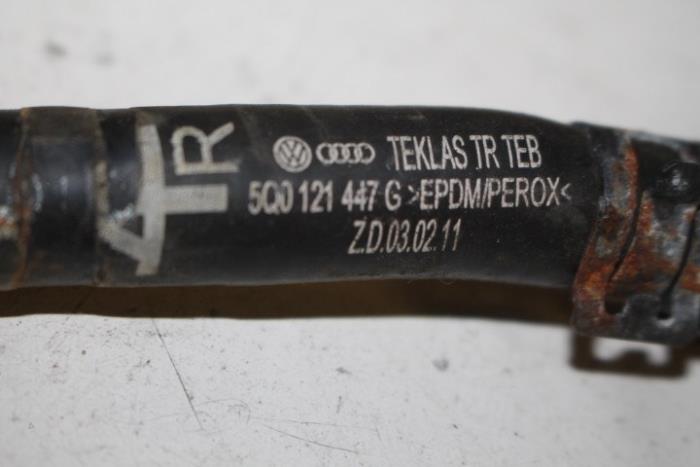 TEKLAS TR TEB
5Q0 121 447 G >EPDM/PEROX<
Z.D.03.02.11
TR